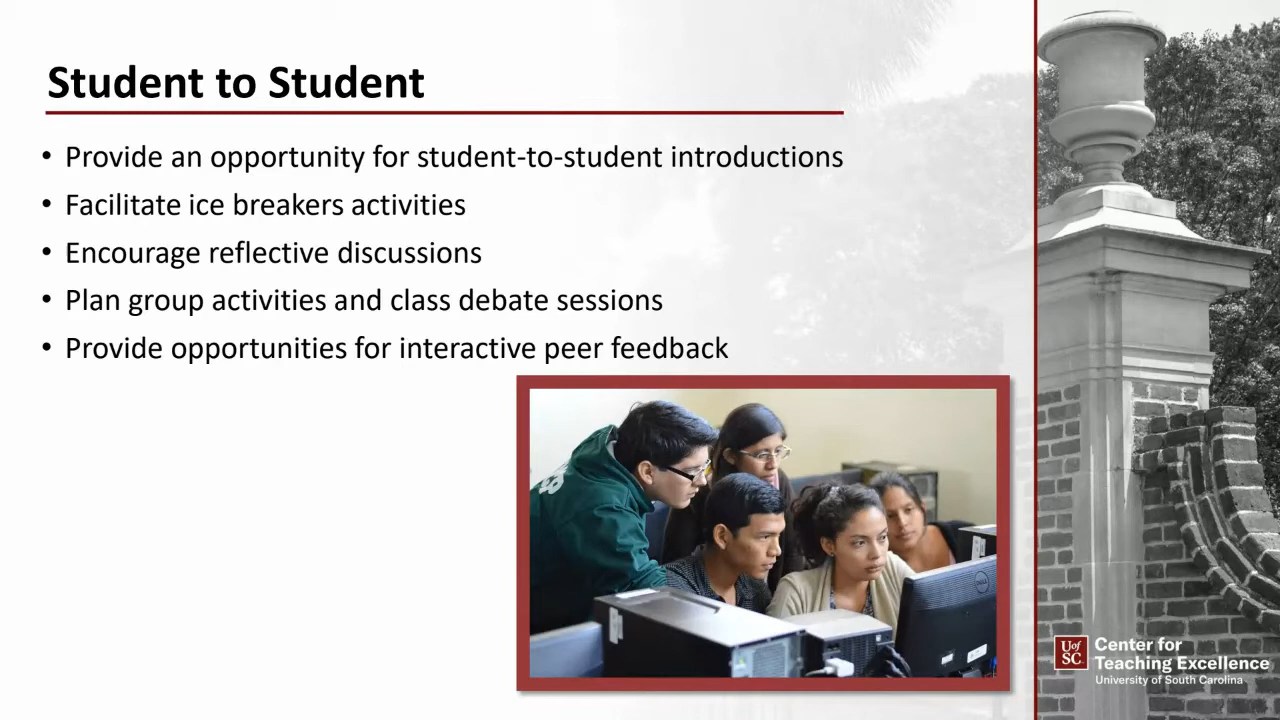 Student to Student
• Provide an opportunity for student-to-student introductions
• Facilitate ice breakers activities
• Encourage reflective discussions
• Plan group activities and class debate sessions
• Provide opportunities for interactive peer feedback
DELL
UofSC
Center for
Teaching Excellence
University of South Carolina